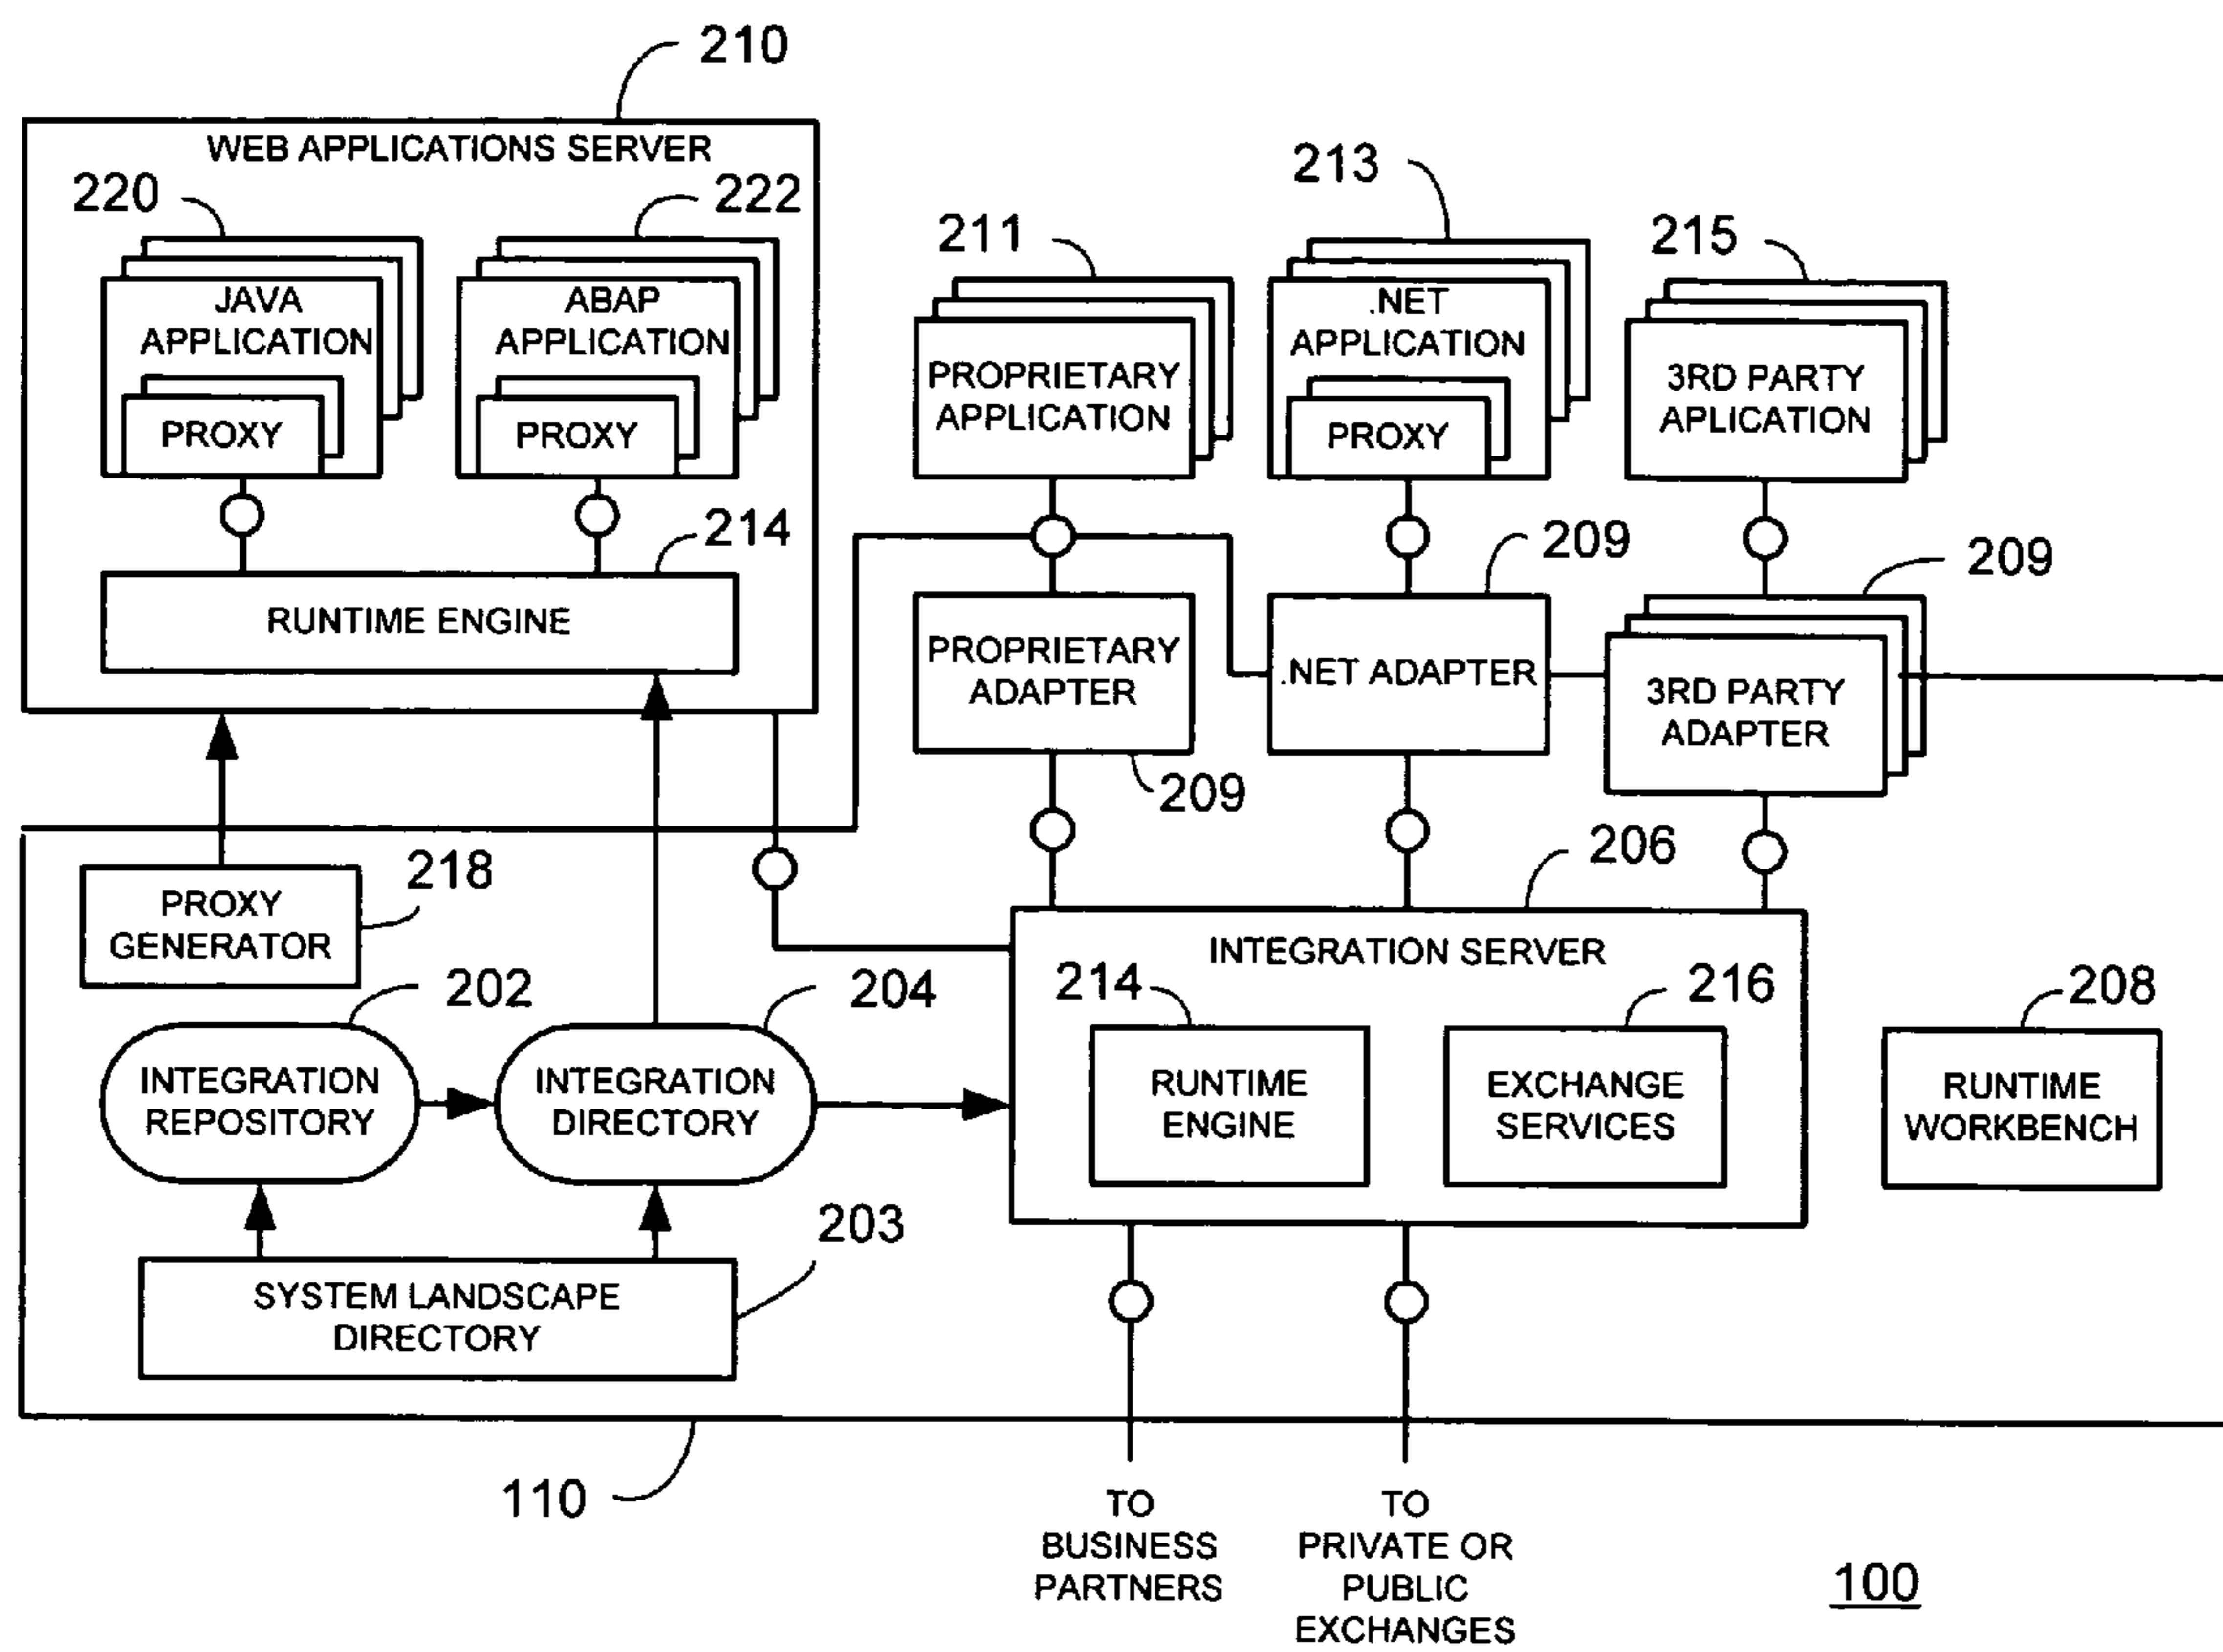 210
WEB APPLICATIONS SERVER
220
222
JAVA
APPLICATION
PROXY
ABAP
APPLICATION
PROXY
214
RUNTIME ENGINE
211
PROPRIETARY
APPLICATION
213
.NET
APPLICATION
PROXY
215
3RD PARTY
APLICATION
PROPRIETARY
ADAPTER
209
209
.NET ADAPTER
209
3RD PARTY
ADAPTER
218
PROXY
GENERATOR
202
INTEGRATION
REPOSITORY
204
INTEGRATION
DIRECTORY
203
SYSTEM LANDSCAPE
DIRECTORY
206
INTEGRATION SERVER
214
RUNTIME
ENGINE
216
EXCHANGE
SERVICES
208
RUNTIME
WORKBENCH
110
TO
BUSINESS
PARTNERS
TO
PRIVATE OR
PUBLIC
EXCHANGES
100